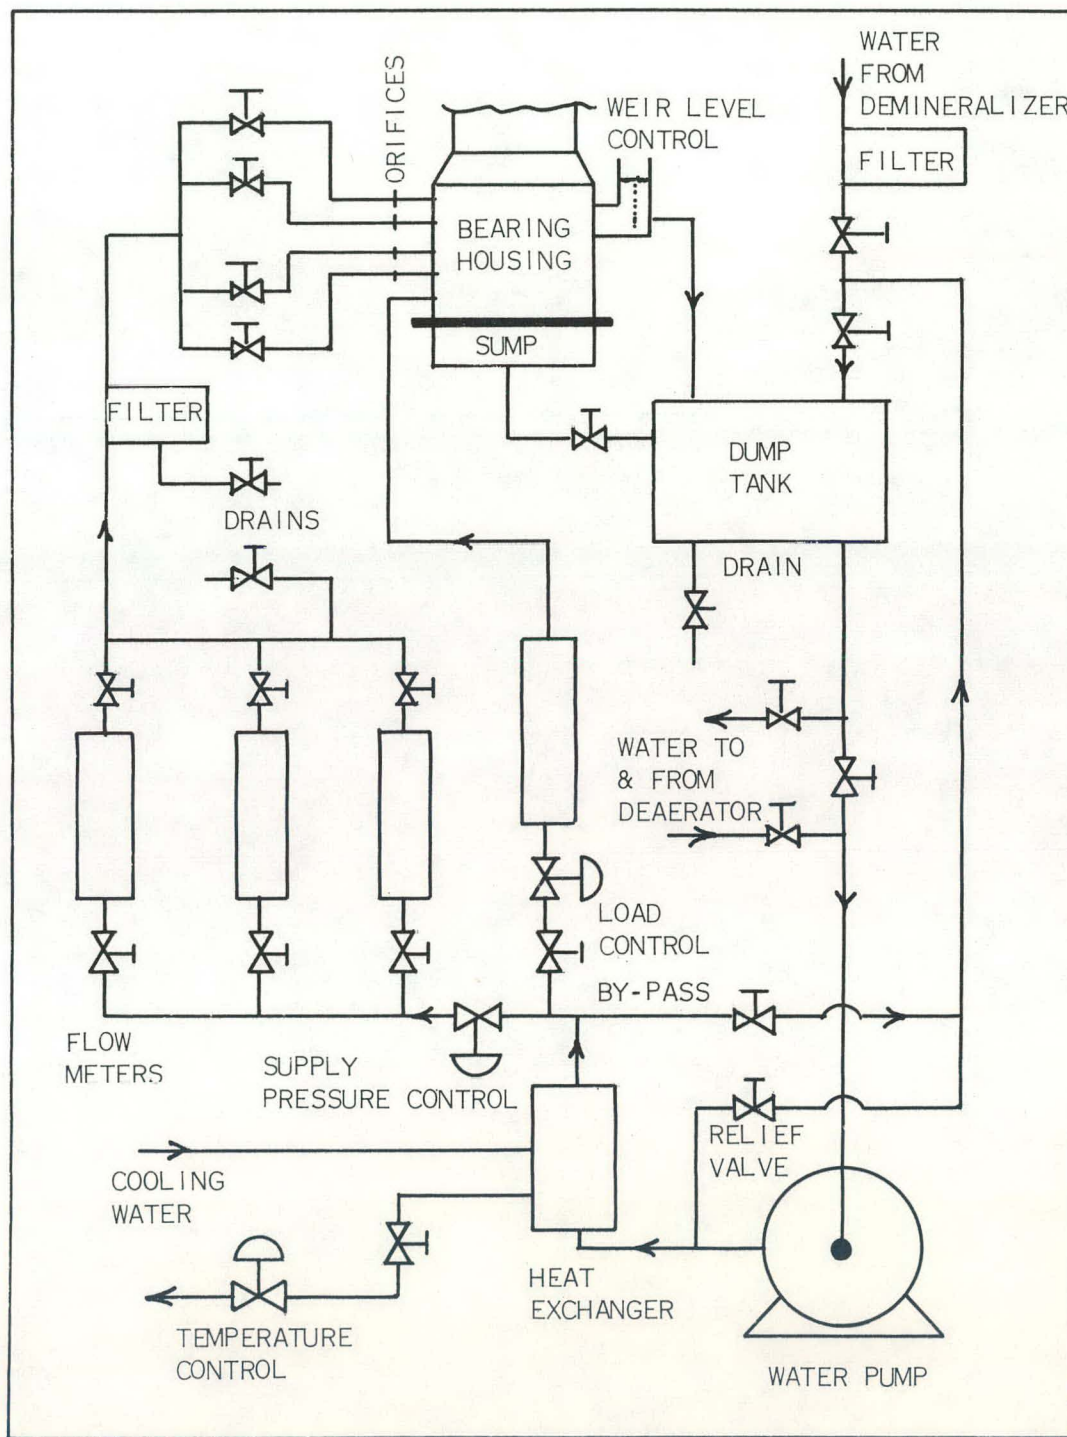 WATER
FROM
DEMINERALIZER
FILTER
ORIFICES
WEIR LEVEL
CONTROL
BEARING
HOUSING
SUMP
FILTER
DRAINS
DUMP
TANK
DRAIN
WATER TO
& FROM
DEAERATOR
LOAD
CONTROL
BY-PASS
FLOW
METERS
SUPPLY
PRESSURE CONTROL
RELIEF
VALVE
COOLING
WATER
HEAT
EXCHANGER
TEMPERATURE
CONTROL
WATER PUMP